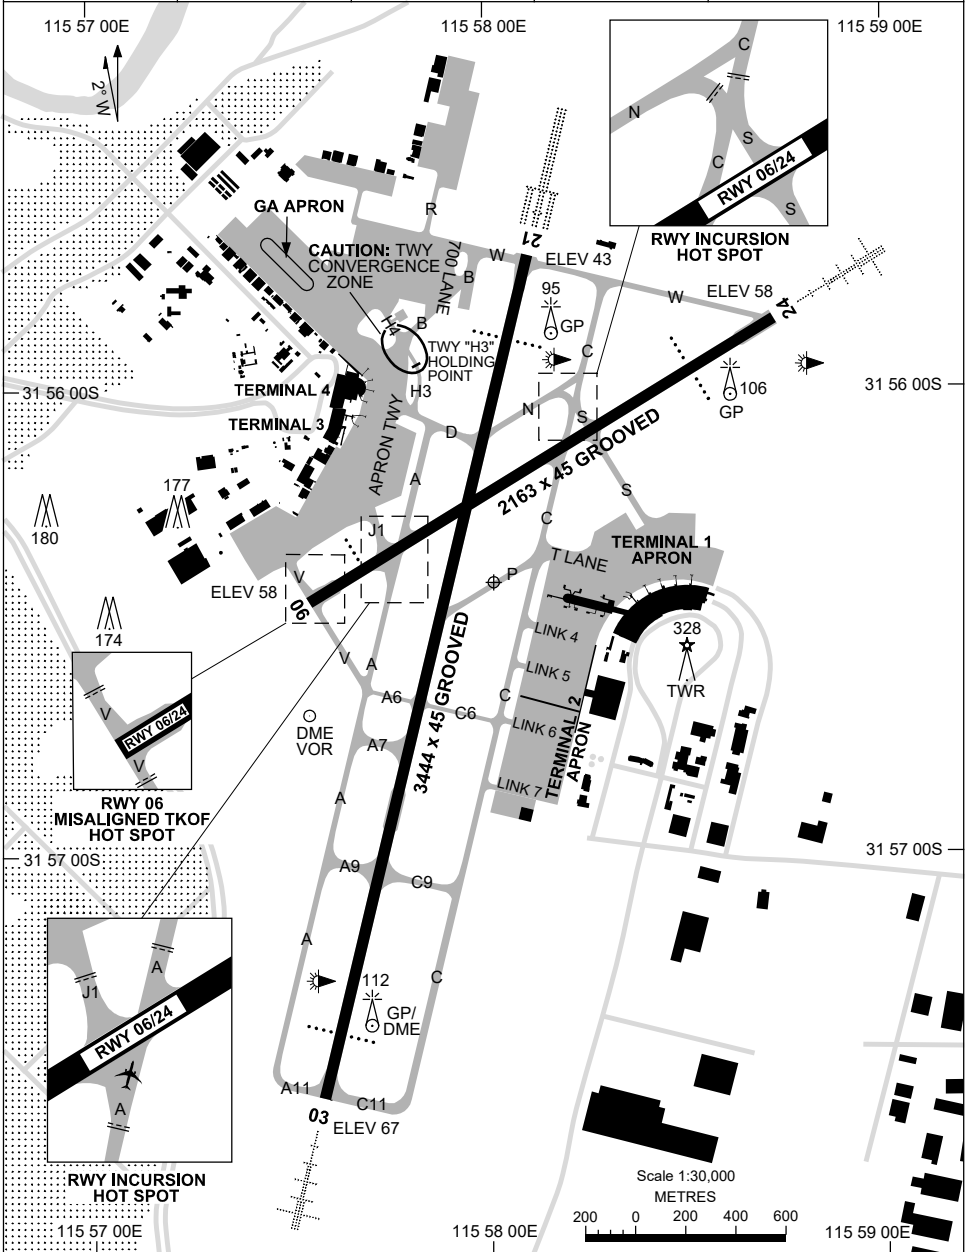 115 57 00E
115 58 00E
115 59 00E
2° W
C
N
S
C
RWY 06/24
S
RWY INCURSION
HOT SPOT
GA APRON
R
CAUTION: TWY
CONVERGENCE
ZONE
700 LANE
W
21
ELEV 43
B
95
GP
W
ELEV 58
24
H4
B
TWY "H3"
HOLDING
POINT
H3
C
106
GP
31 56 00S
31 56 00S
TERMINAL 4
TERMINAL 3
APRON TWY
D
N
S
2163 x 45 GROOVED
A
S
177
180
J1
C
TERMINAL 1
APRON
T LANE
V
P
ELEV 58
06
174
LINK 4
328
TWR
V
A
LINK 5
3444 x 45 GROOVED
A6
C
C6
LINK 6
TERMINAL 2
APRON
DME
VOR
A7
LINK 7
V
RWY 06/24
V
RWY 06
MISALIGNED TKOF
HOT SPOT
A
31 57 00S
31 57 00S
A9
C9
A
C
A
J1
RWY 06/24
A
RWY INCURSION
HOT SPOT
112
GP/
DME
A11
C11
03
ELEV 67
Scale 1:30,000
METRES
200 0 200 400 600
115 57 00E
115 58 00E
115 59 00E